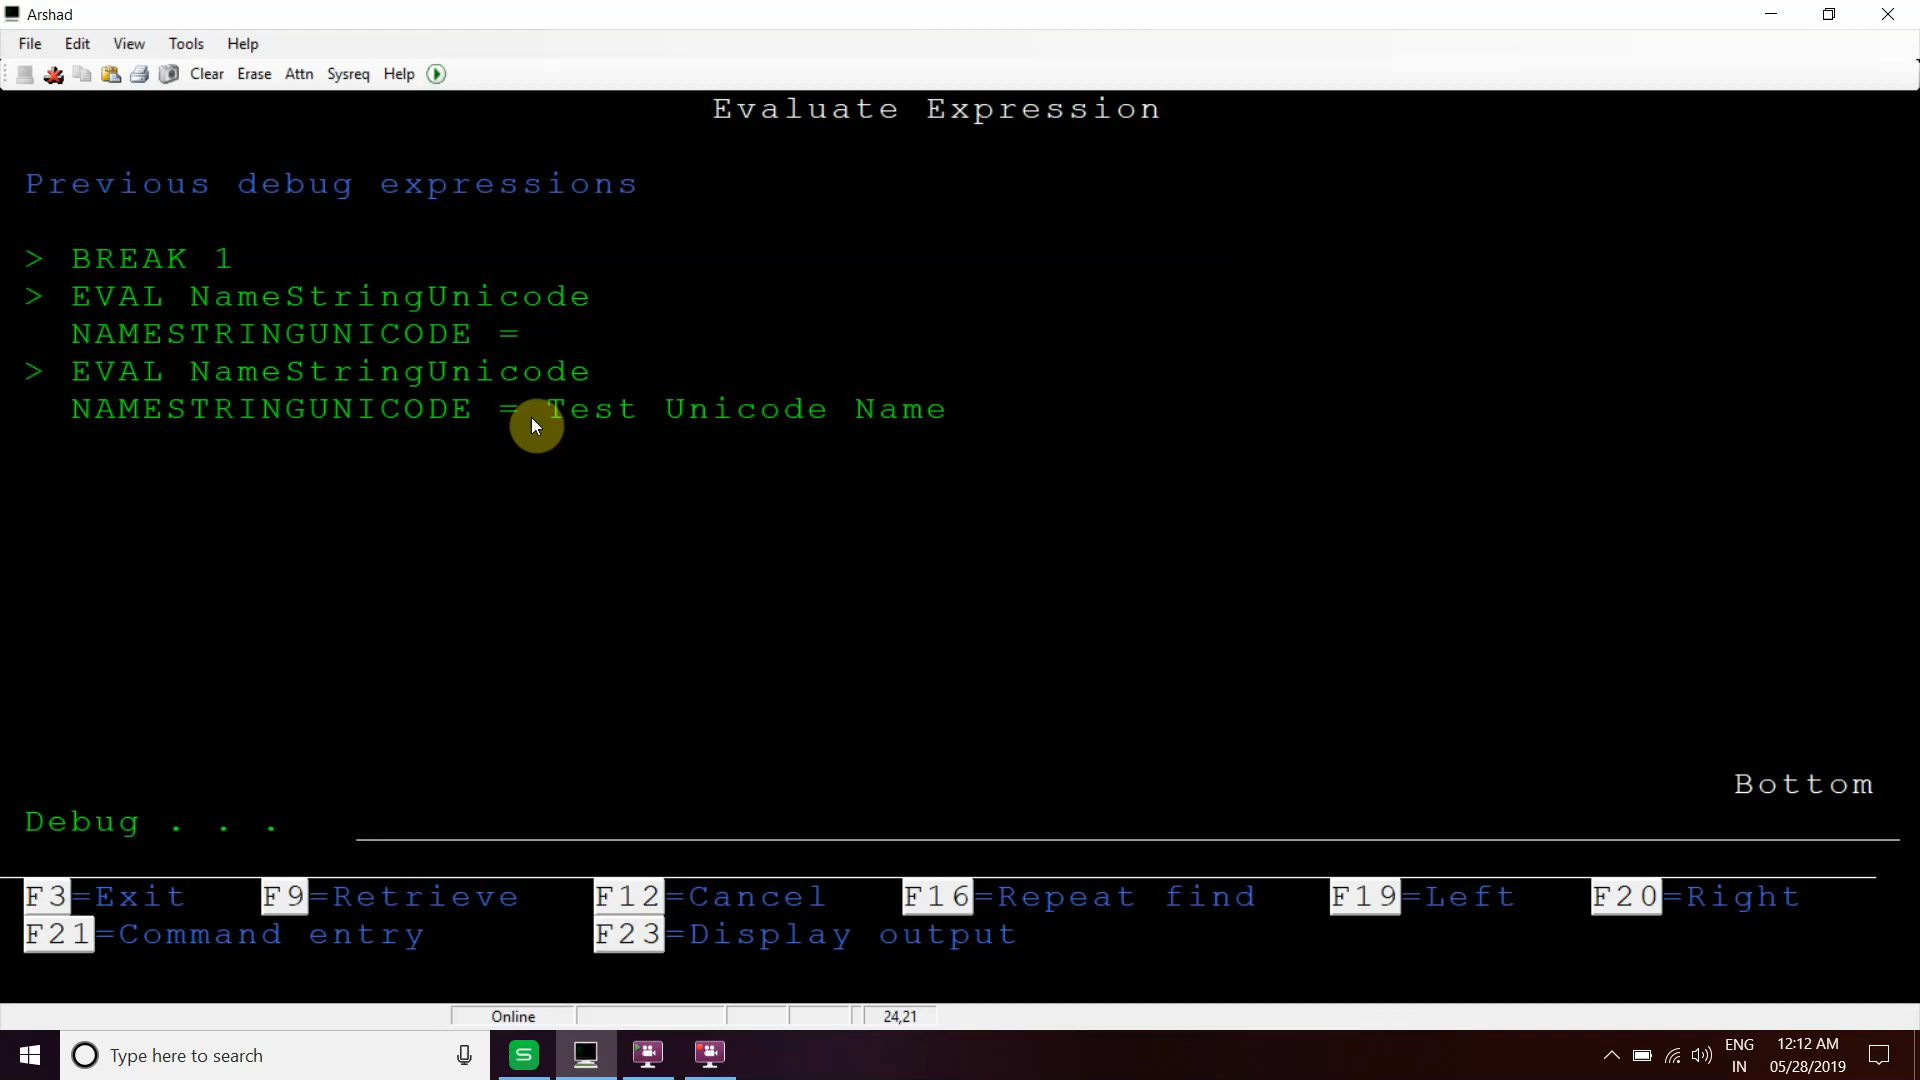 Arshad
File Edit View Tools Help
Clear Erase Attn Sysreq Help
Evaluate Expression
Previous debug expressions
> BREAK 1
> EVAL NameStringUnicode
NAMESTRINGUNICODE =
> EVAL NameStringUnicode
NAMESTRINGUNICODE = Test Unicode Name
Bottom
Debug . . .
F3=Exit F9=Retrieve F12=Cancel F16=Repeat find F19=Left F20=Right
F21=Command entry F23=Display output
Online 24,21
Type here to search S ENG 12:12 AM
IN 05/28/2019